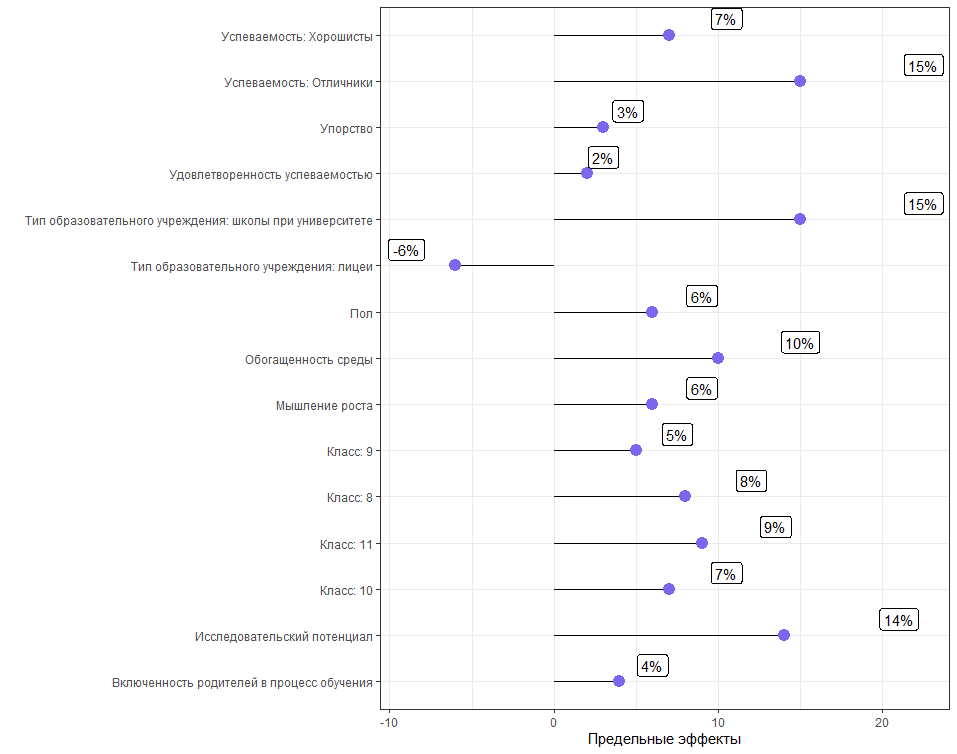 7%
Успеваемость: Хорошисты
15%
Успеваемость: Отличники
3%
Упорство
2%
Удовлетворенность успеваемостью
15%
Тип образовательного учреждения: школы при университете
-6%
Тип образовательного учреждения: лицеи
6%
Пол
10%
Обогащенность среды
6%
Мышление роста
5%
Класс: 9
8%
Класс: 8
9%
Класс: 11
7%
Класс: 10
14%
Исследовательский потенциал
4%
Включенность родителей в процесс обучения
-10 0 10 20
Предельные эффекты